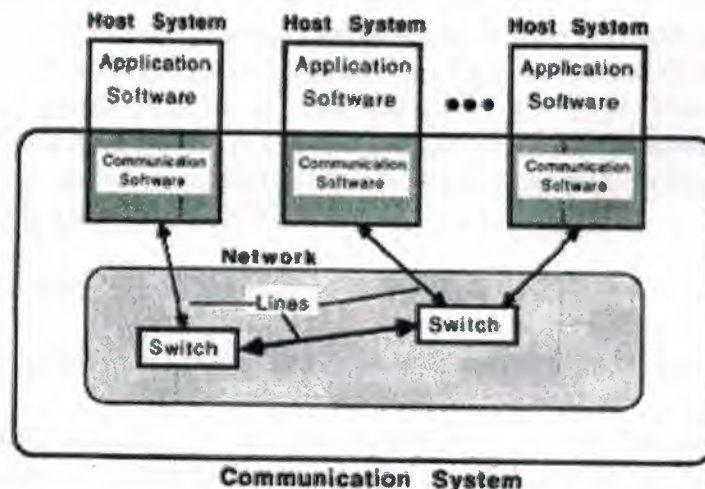 Host System Host System Host System
Application Application Application
Software Software Software
Communication Communication Communication
Software Software Software
Network
Lines
Switch
Switch
Communication System